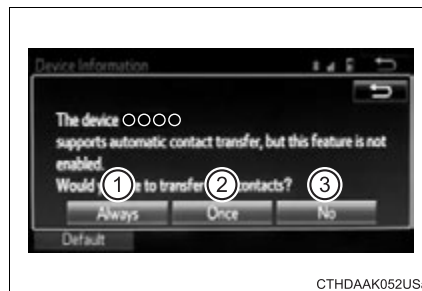 Device Information
The device ○○○○
supports automatic contact transfer, but this feature is not
enabled.
Would to transfer contacts?
1 2 3
Always Once No
Default
CTHDAAK052US